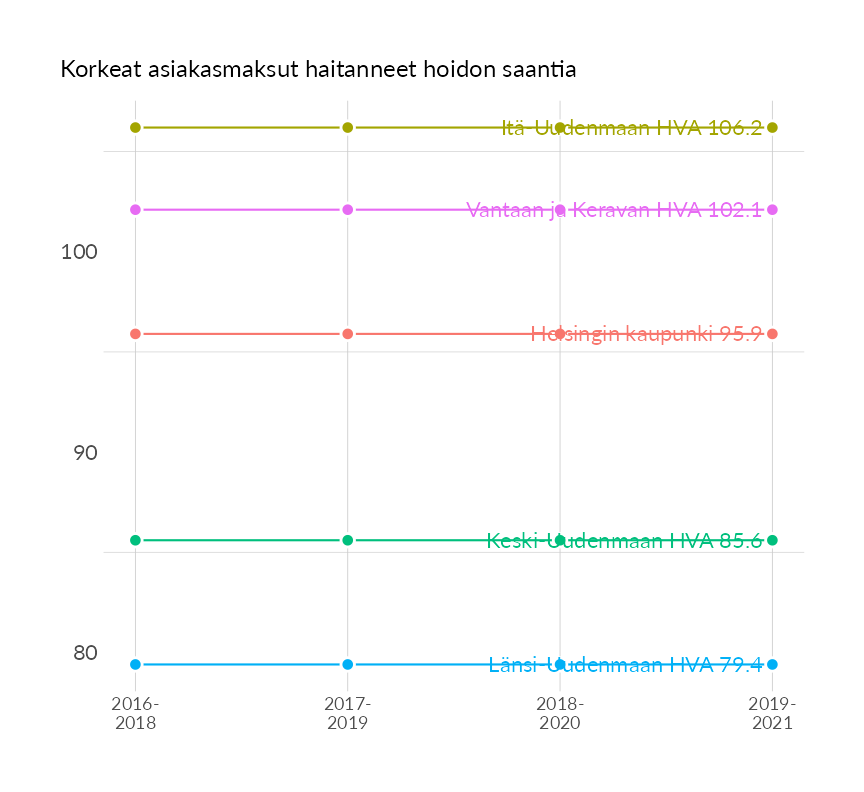 Korkeat asiakasmaksut haitanneet hoidon saantia
Itä-Uudenmaan HVA 106.2
Vantaan ja Keravan HVA 102.1
100
Helsingin kaupunki 95.9
90
Keski-Uudenmaan HVA 85.6
80
Länsi-Uudenmaan HVA 79.4
2016-
2018
2017-
2019
2018-
2020
2019-
2021